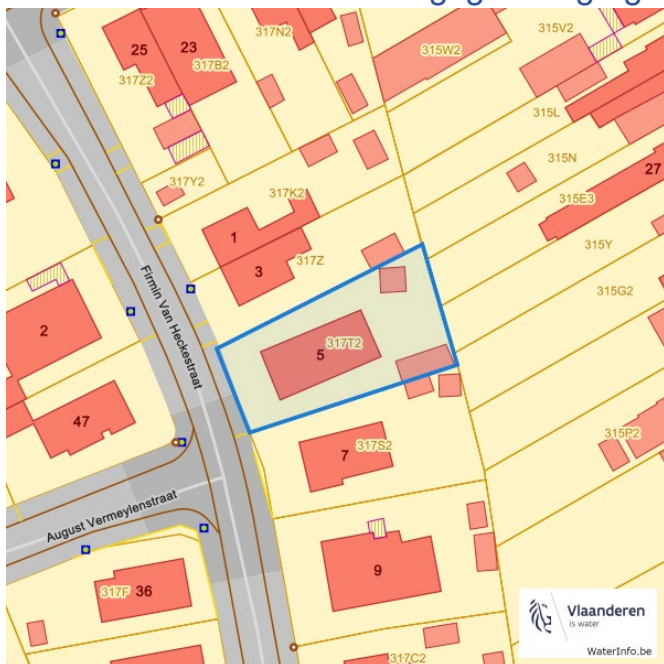 25
23
317N2
315V2
315W2
317Z2
317B2
315L
317Y2
317K2
315N
27
315E3
1
3
317Z
315Y
315G2
Firmin Van Heckestraat
2
5
317T2
47
7
317S2
315P2
August Vermeylenstraat
9
317F
36
317C2
Vlaanderen
is water
WaterInfo.be